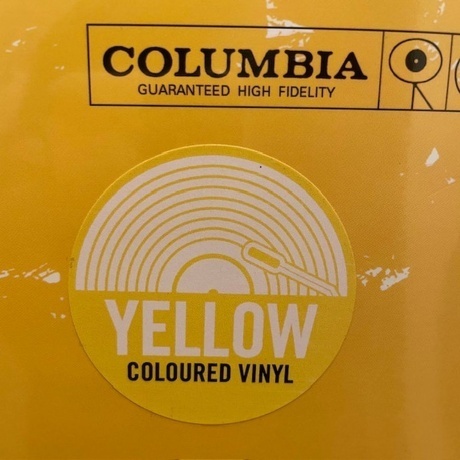 COLUMBIA
GUARANTEED HIGH FIDELITY
YELLOW
COLOURED VINYL